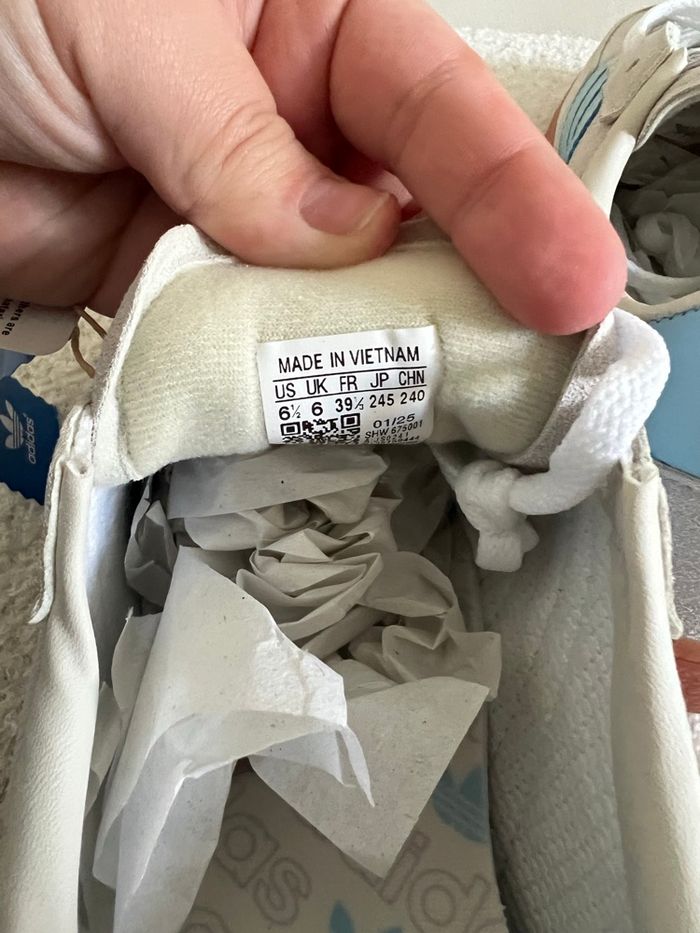 MADE IN VIETNAM
US UK FR JP CHN
6½ 6 39⅓ 245 240
01/25
SHW 675001
adidas